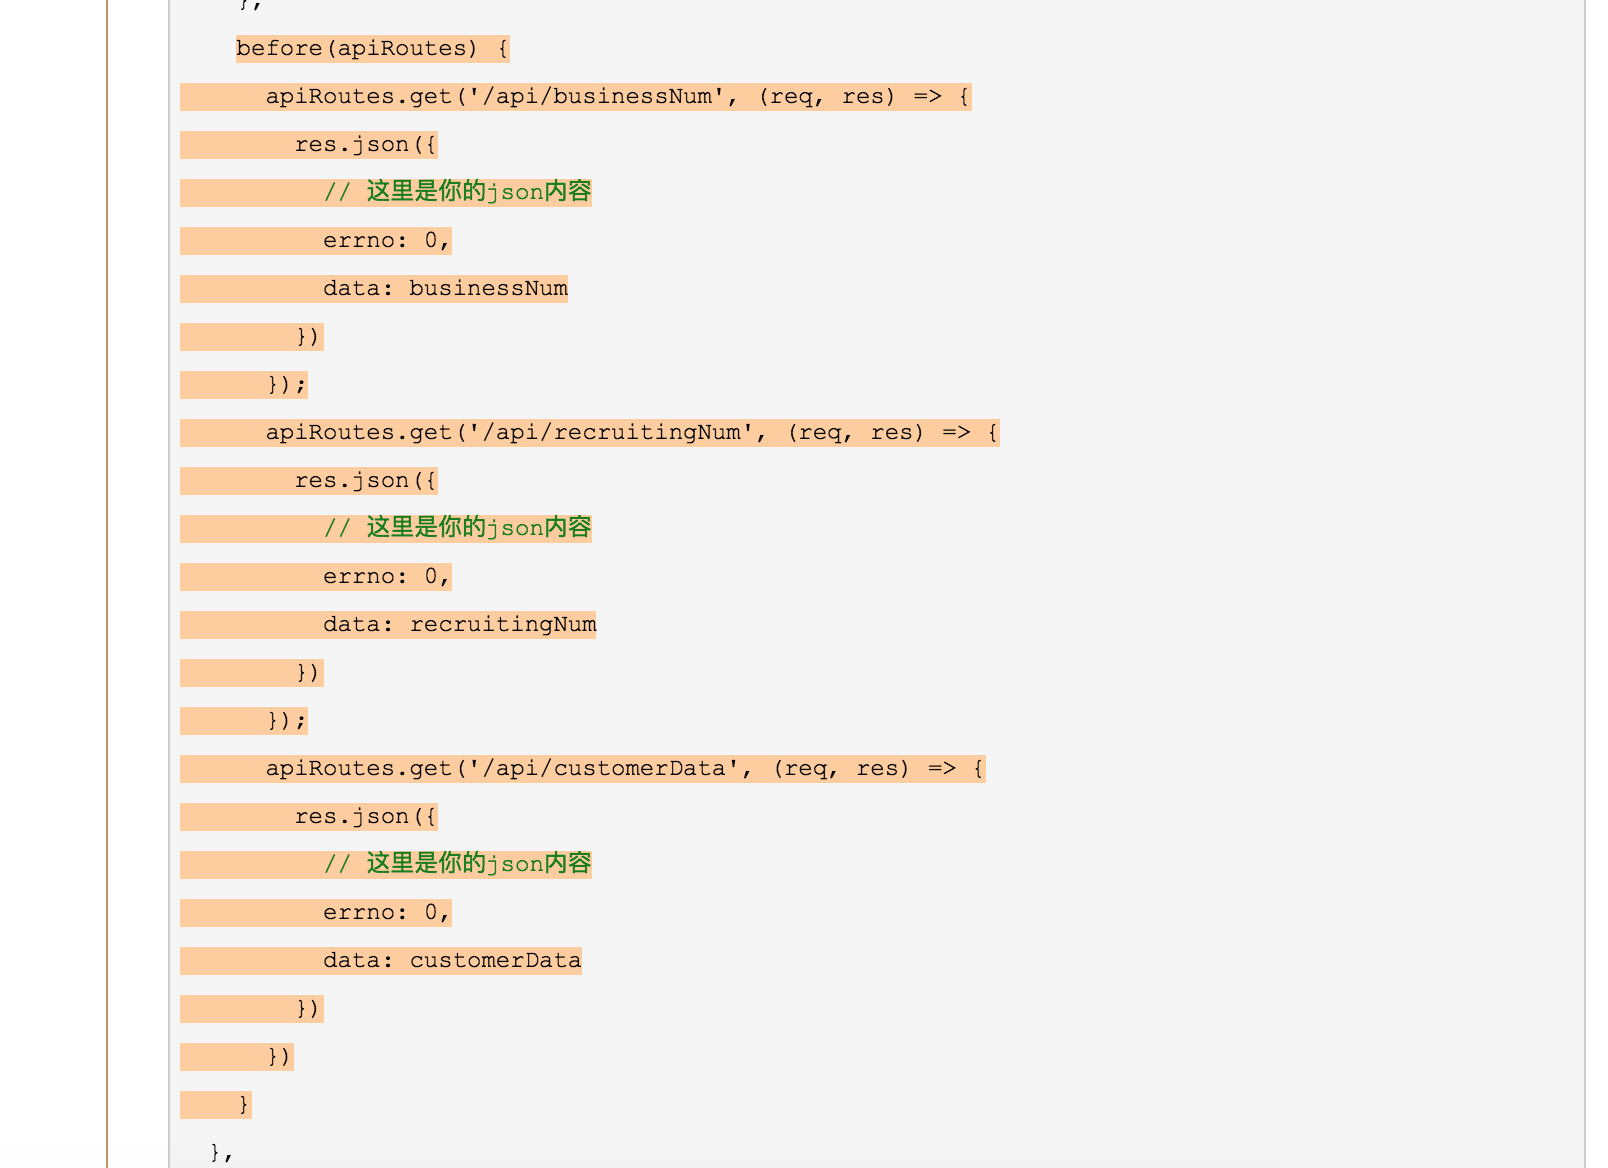 },
before(apiRoutes) {
apiRoutes.get('/api/businessNum', (req, res) => {
res.json({
// 这里是你的json内容
errno: 0,
data: businessNum
})
});
apiRoutes.get('/api/recruitingNum', (req, res) => {
res.json({
// 这里是你的json内容
errno: 0,
data: recruitingNum
})
});
apiRoutes.get('/api/customerData', (req, res) => {
res.json({
// 这里是你的json内容
errno: 0,
data: customerData
})
})
}
},